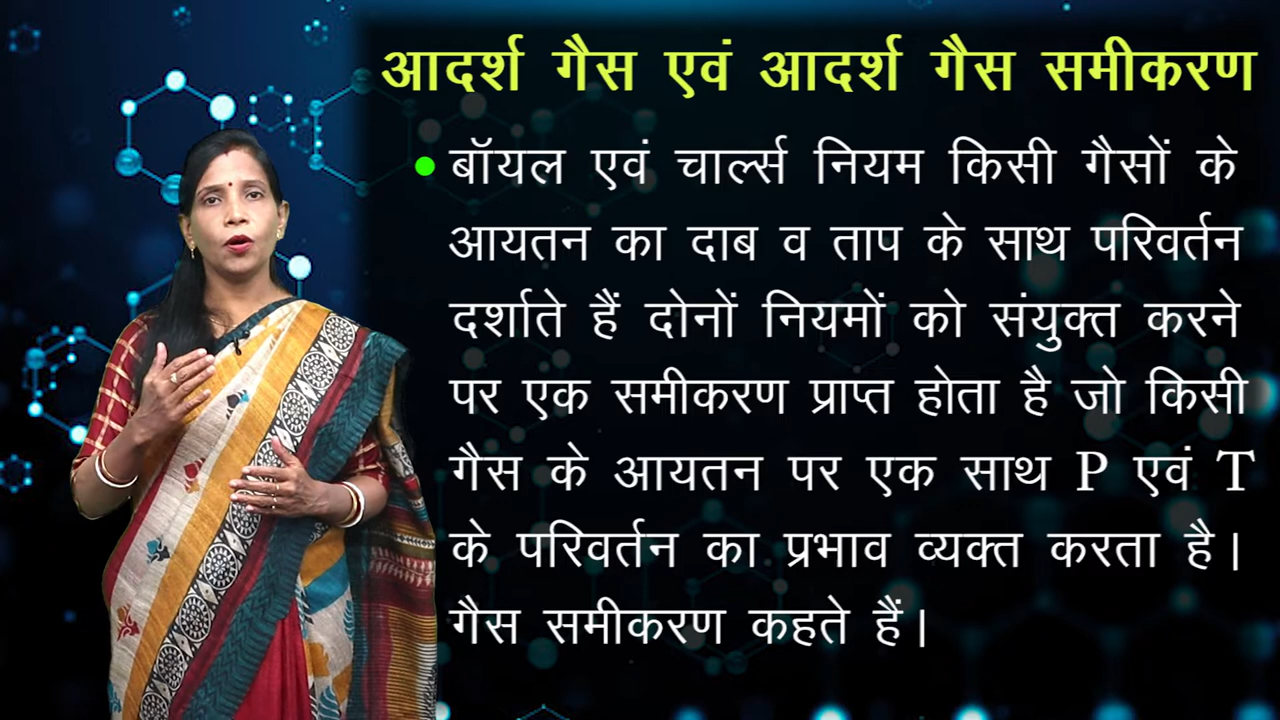 आदर्श गैस एवं आदर्श गैस समीकरण
• बॉयल एवं चार्ल्स नियम किसी गैसों के
आयतन का दाब व ताप के साथ परिवर्तन
दर्शाते हैं दोनों नियमों को संयुक्त करने
पर एक समीकरण प्राप्त होता है जो किसी
गैस के आयतन पर एक साथ P एवं T
के परिवर्तन का प्रभाव व्यक्त करता है।
गैस समीकरण कहते हैं।